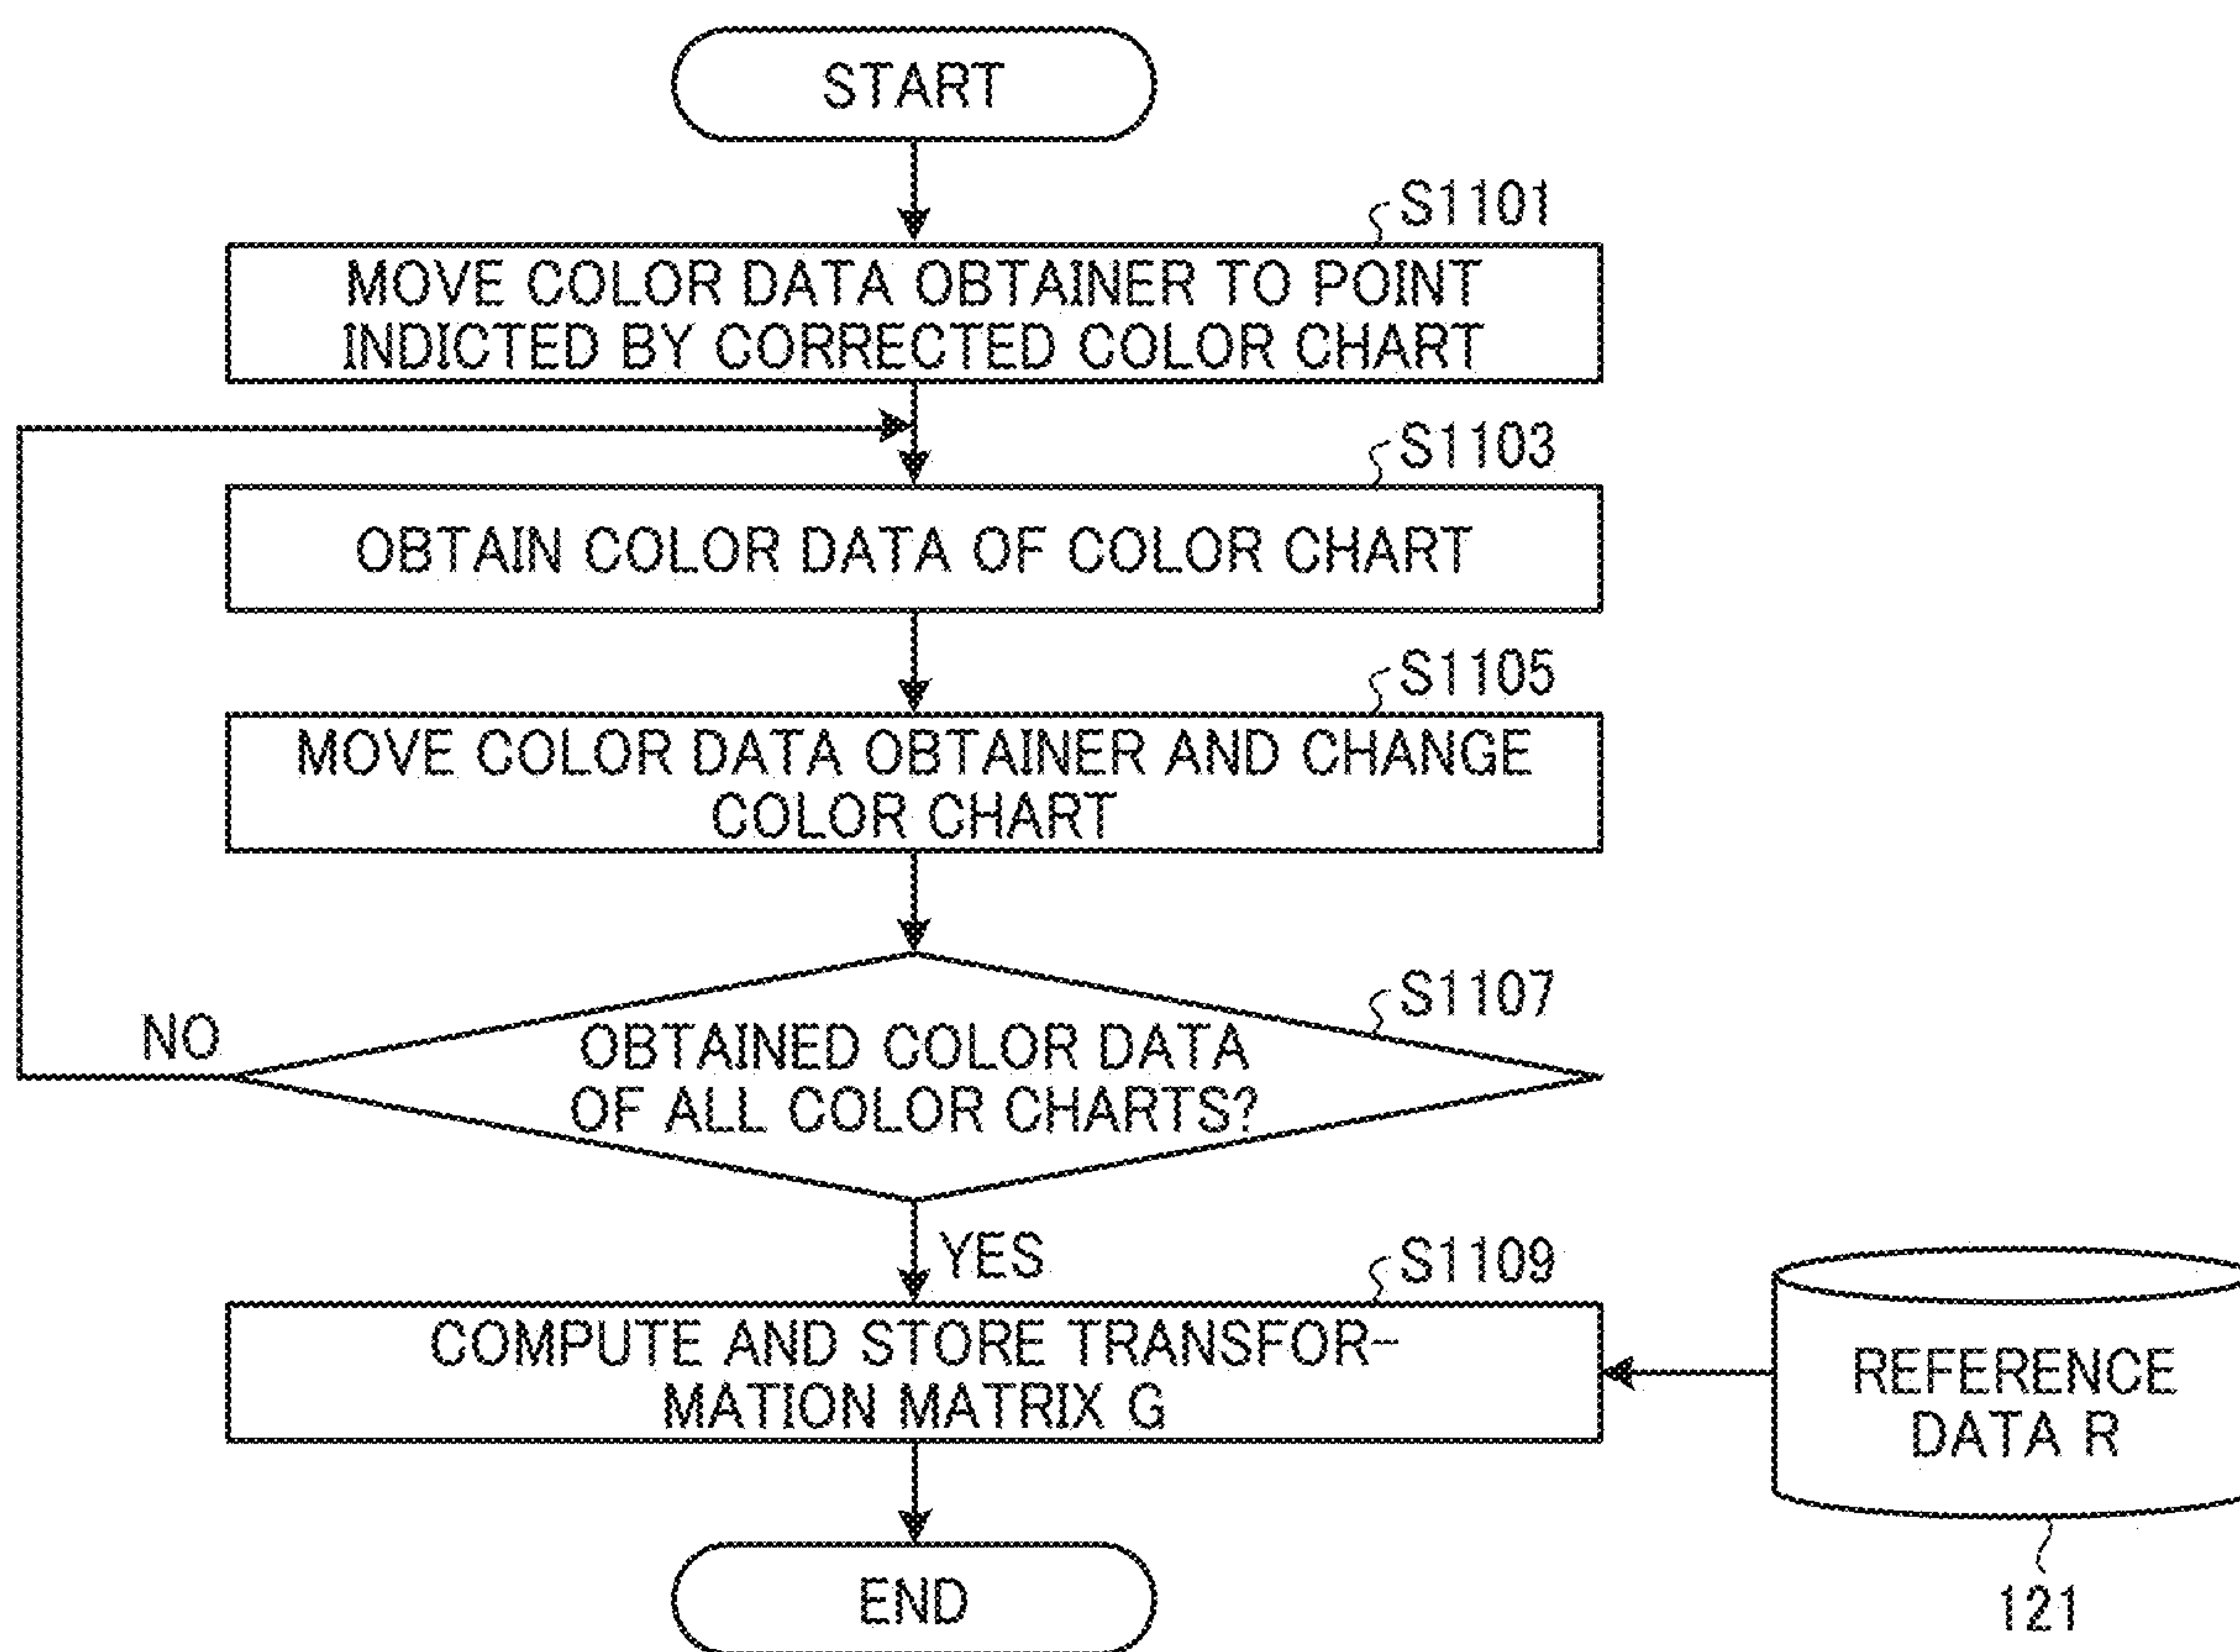 START
S1101
MOVE COLOR DATA OBTAINER TO POINT
INDICTED BY CORRECTED COLOR CHART
S1103
OBTAIN COLOR DATA OF COLOR CHART
S1105
MOVE COLOR DATA OBTAINER AND CHANGE
COLOR CHART
S1107
NO
OBTAINED COLOR DATA
OF ALL COLOR CHARTS?
YES
S1109
COMPUTE AND STORE TRANSFOR-
MATION MATRIX G
REFERENCE
DATA R
END
121